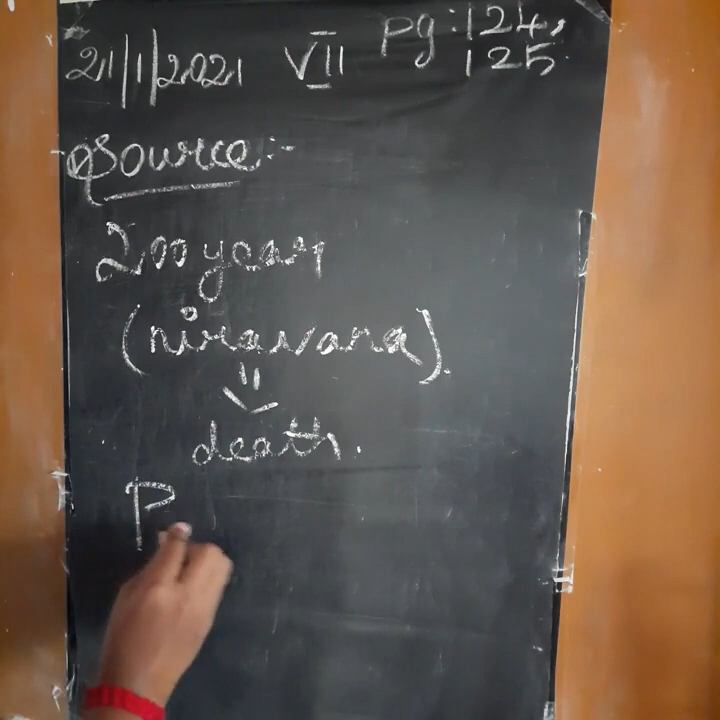 21/1/2021 VII pg:124,
125
Source:-
200 years
(niravana).
death.
P